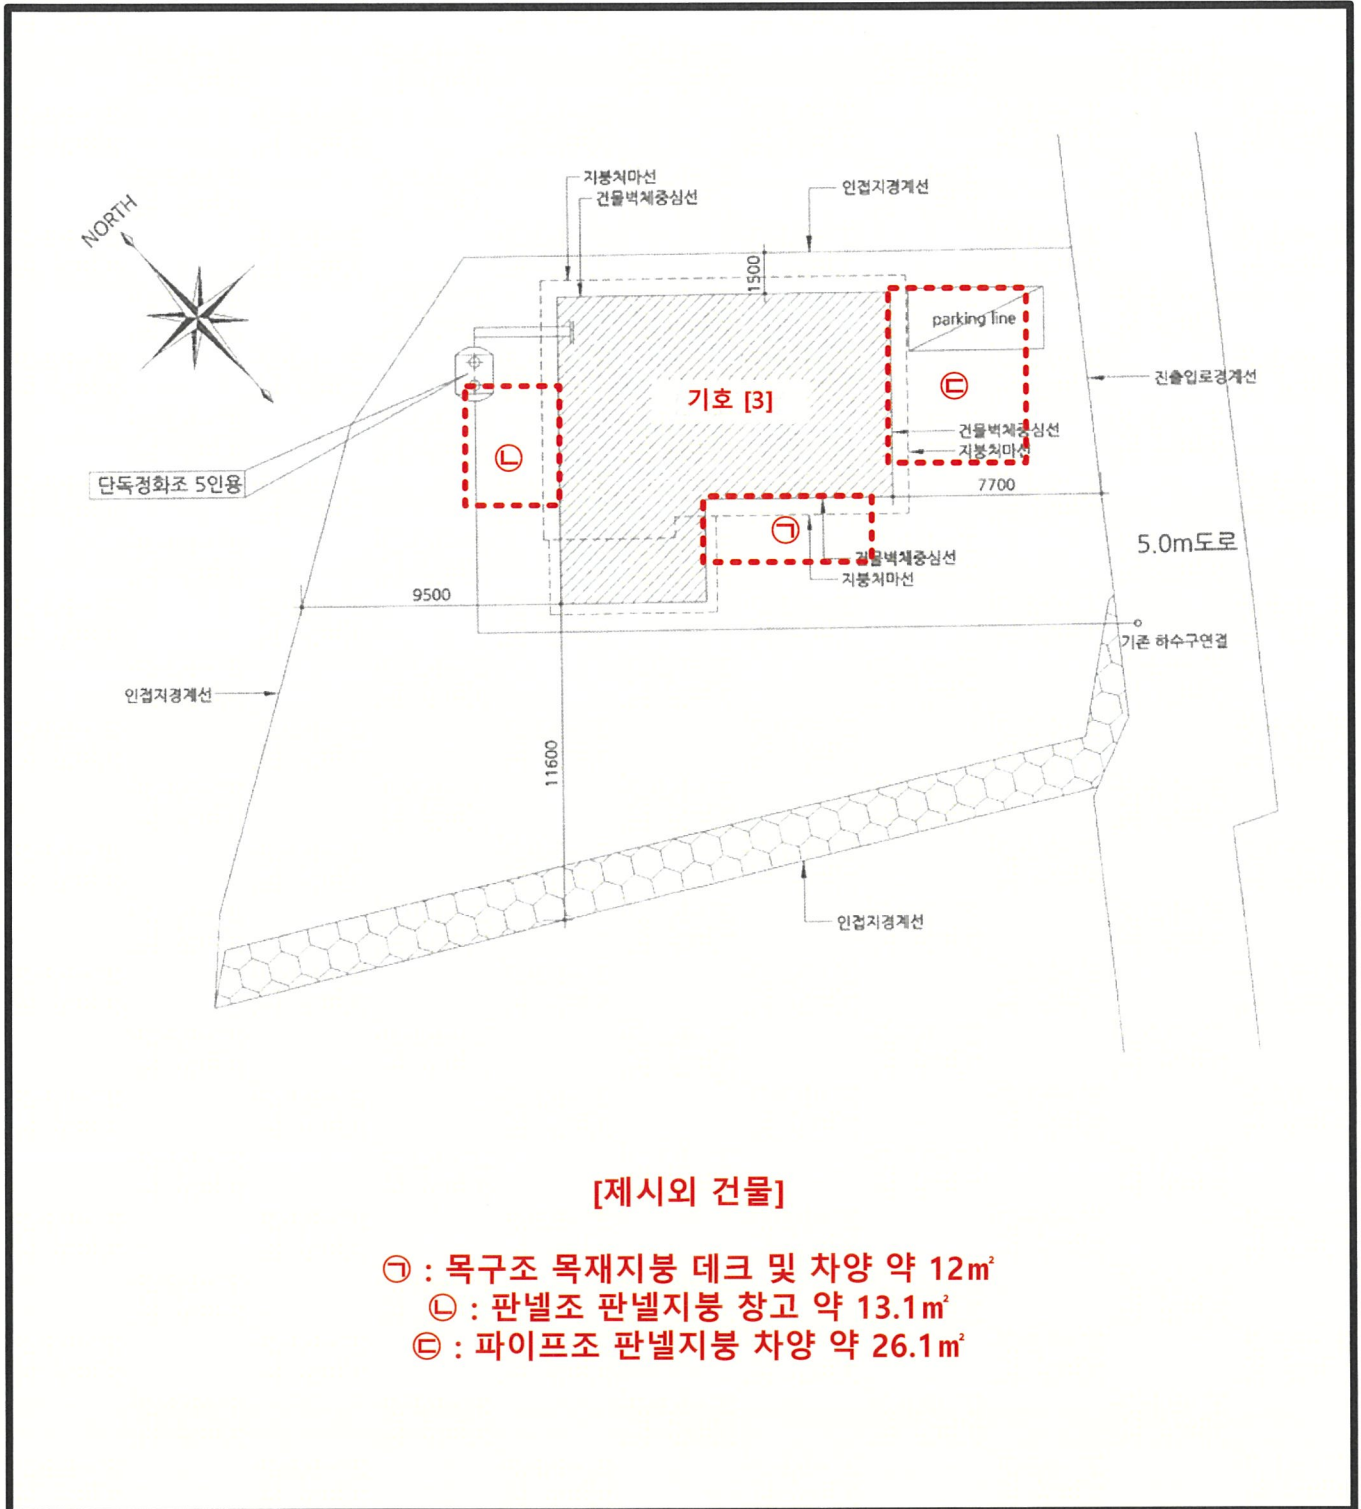 지붕처마선
건물벽체중심선
인접지경계선
NORTH
1500
parking line
기호 [3]
㉢
진출입로경계선
건물벽체중심선
지붕처마선
㉡
단독정화조 5인용
7700
㉠
5.0m도로
건물벽체중심선
지붕처마선
9500
기존 하수구연결
인접지경계선
11600
인접지경계선
[제시외 건물]
㉠ : 목구조 목재지붕 데크 및 차양 약 12㎡
㉡ : 판넬조 판넬지붕 창고 약 13.1㎡
㉢ : 파이프조 판넬지붕 차양 약 26.1㎡